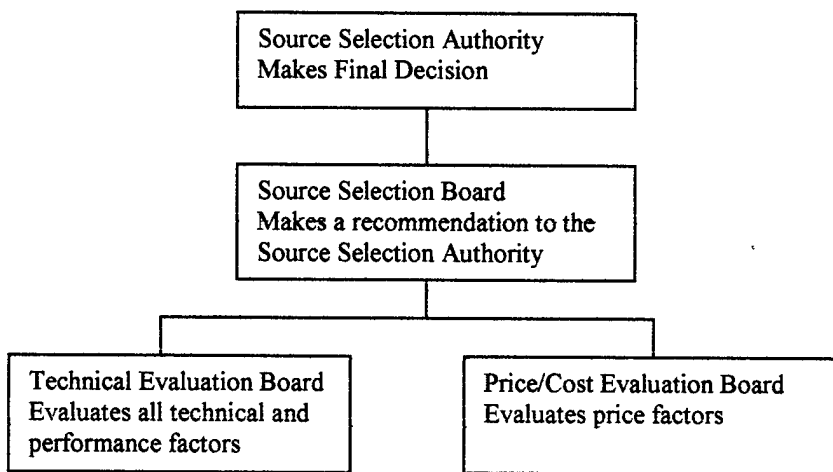 Source Selection Authority
Makes Final Decision
Source Selection Board
Makes a recommendation to the
Source Selection Authority
Technical Evaluation Board
Evaluates all technical and
performance factors
Price/Cost Evaluation Board
Evaluates price factors